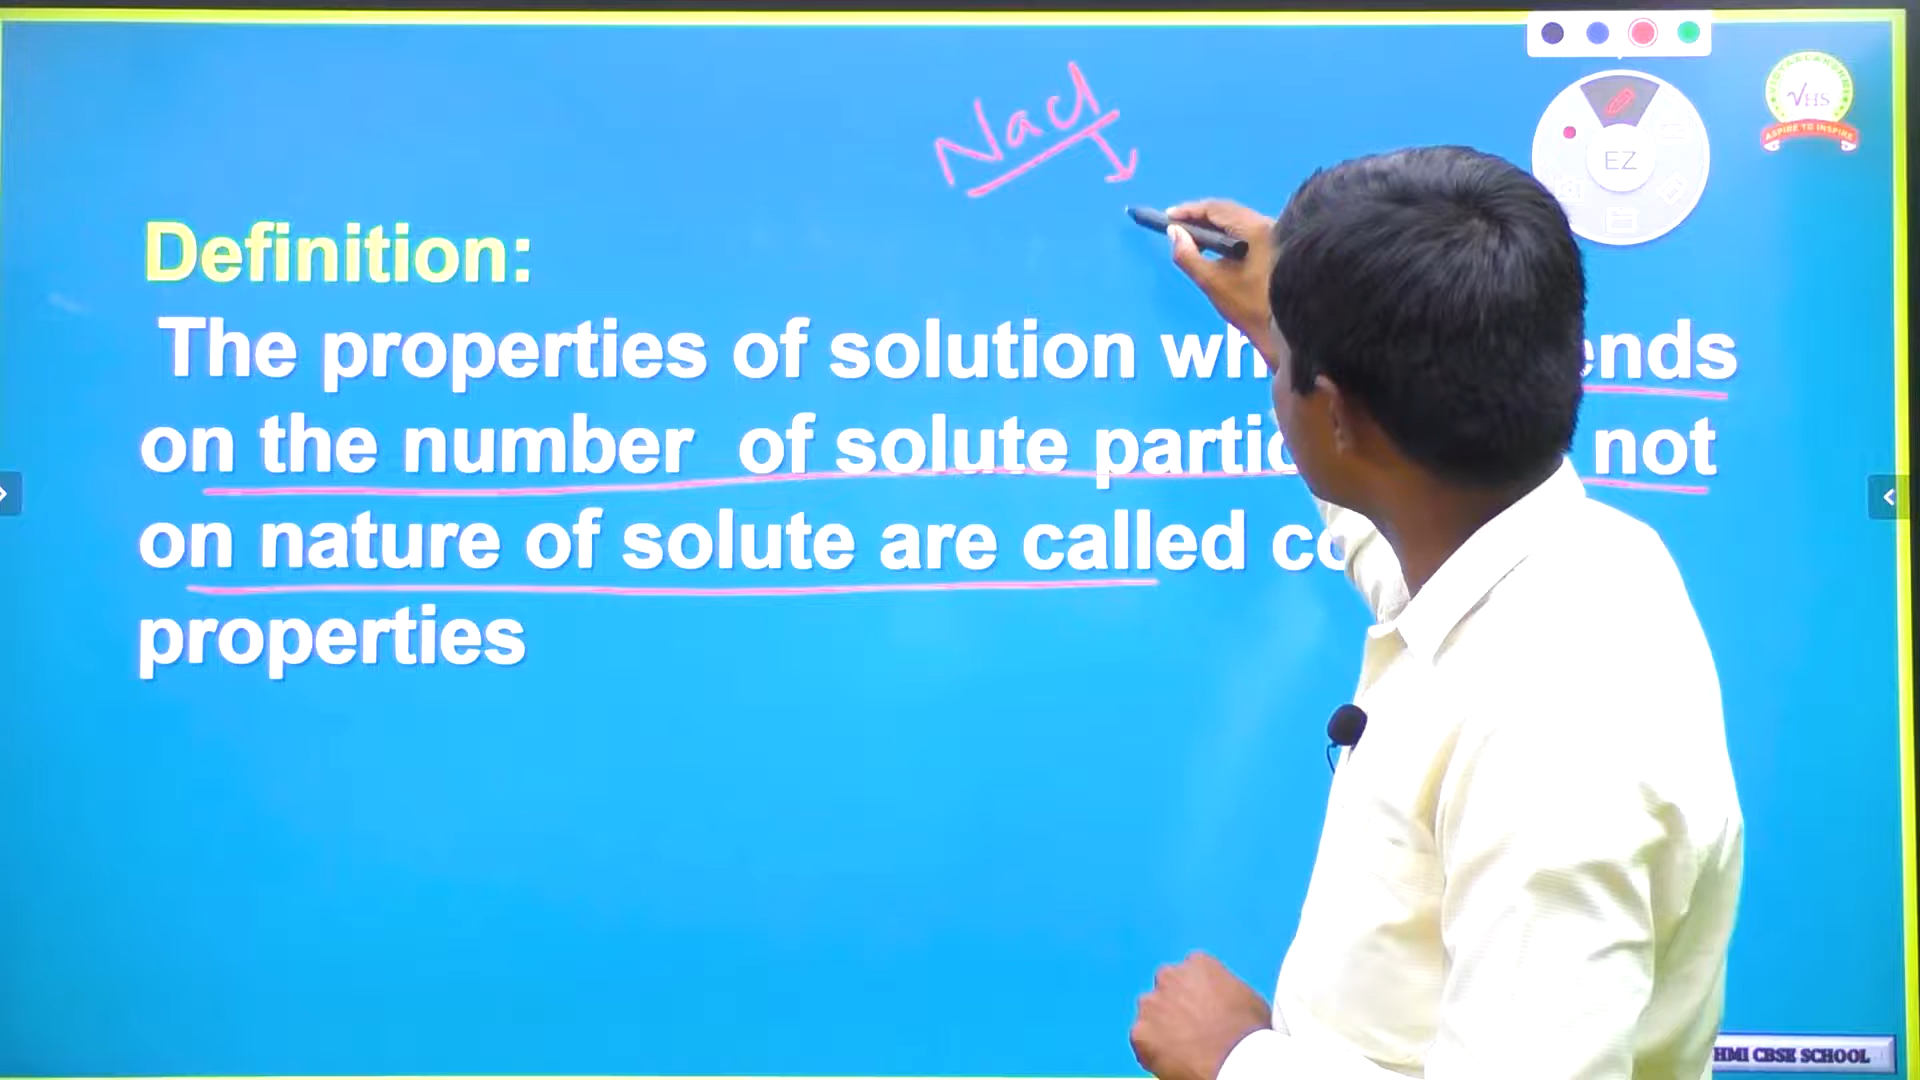 NaCl
EZ
VHS
ASPIRE TO INSPIRE
Definition:
The properties of solution wh ends
on the number of solute partic not
on nature of solute are called co
properties
HMI CBSE SCHOOL